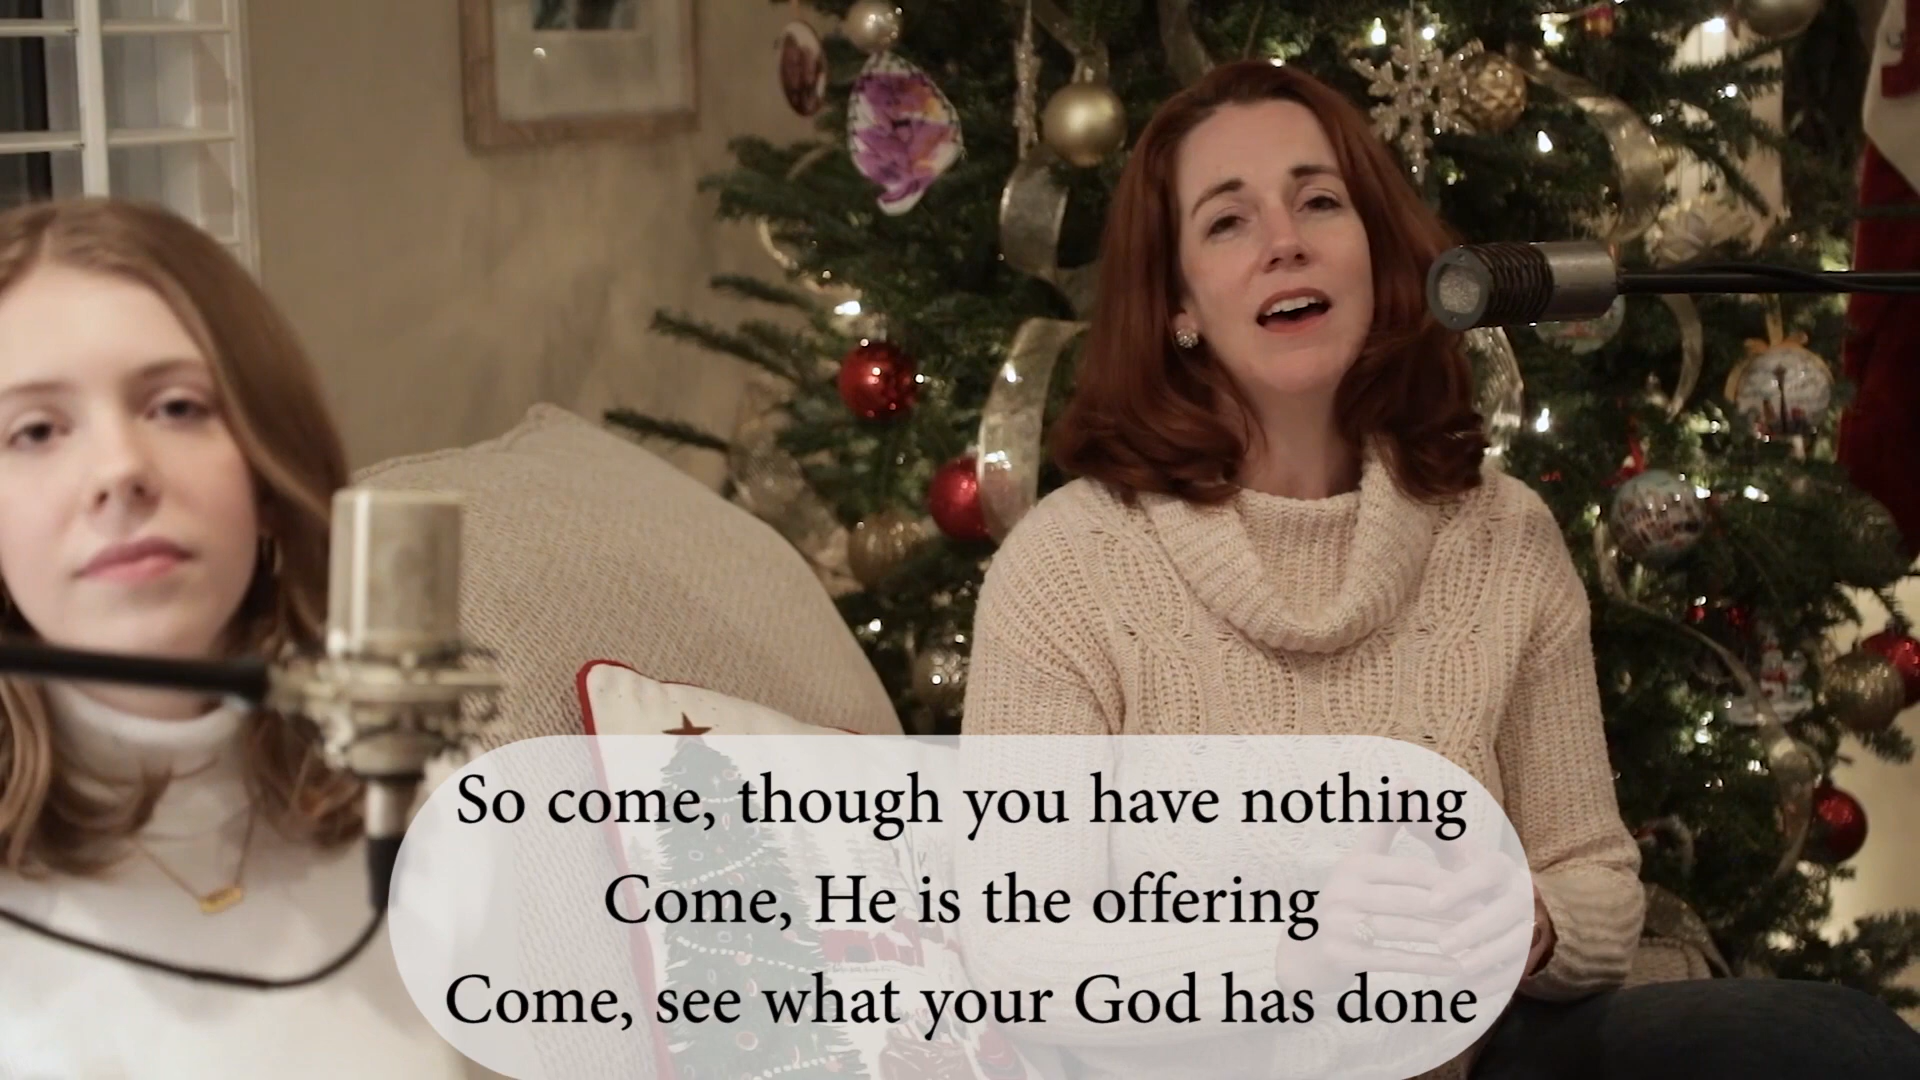 So come, though you have nothing
Come, He is the offering
Come, see what your God has done